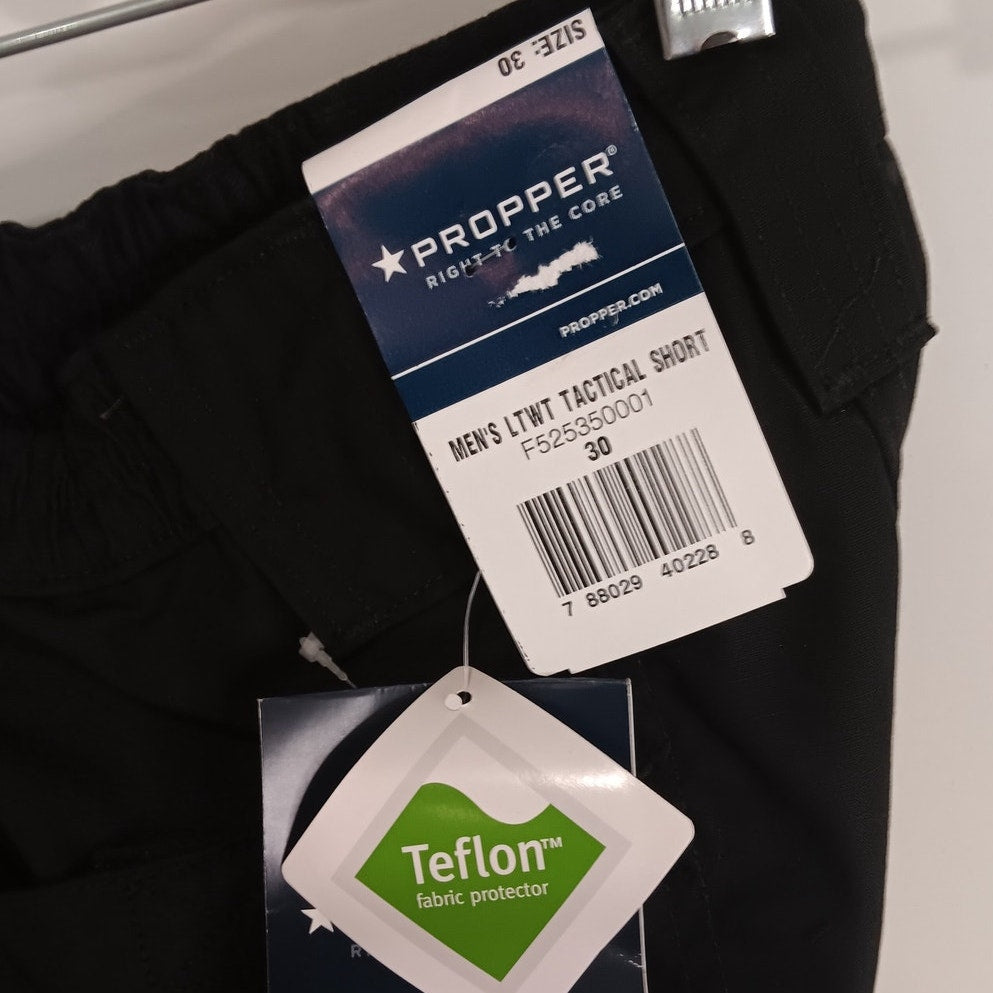 SIZE: 30
PROPPER®
RIGHT TO THE CORE
PROPPER.COM
MEN'S LTWT TACTICAL SHORT
F525350001
30
7 88029 40228 8
Teflon™
fabric protector
R